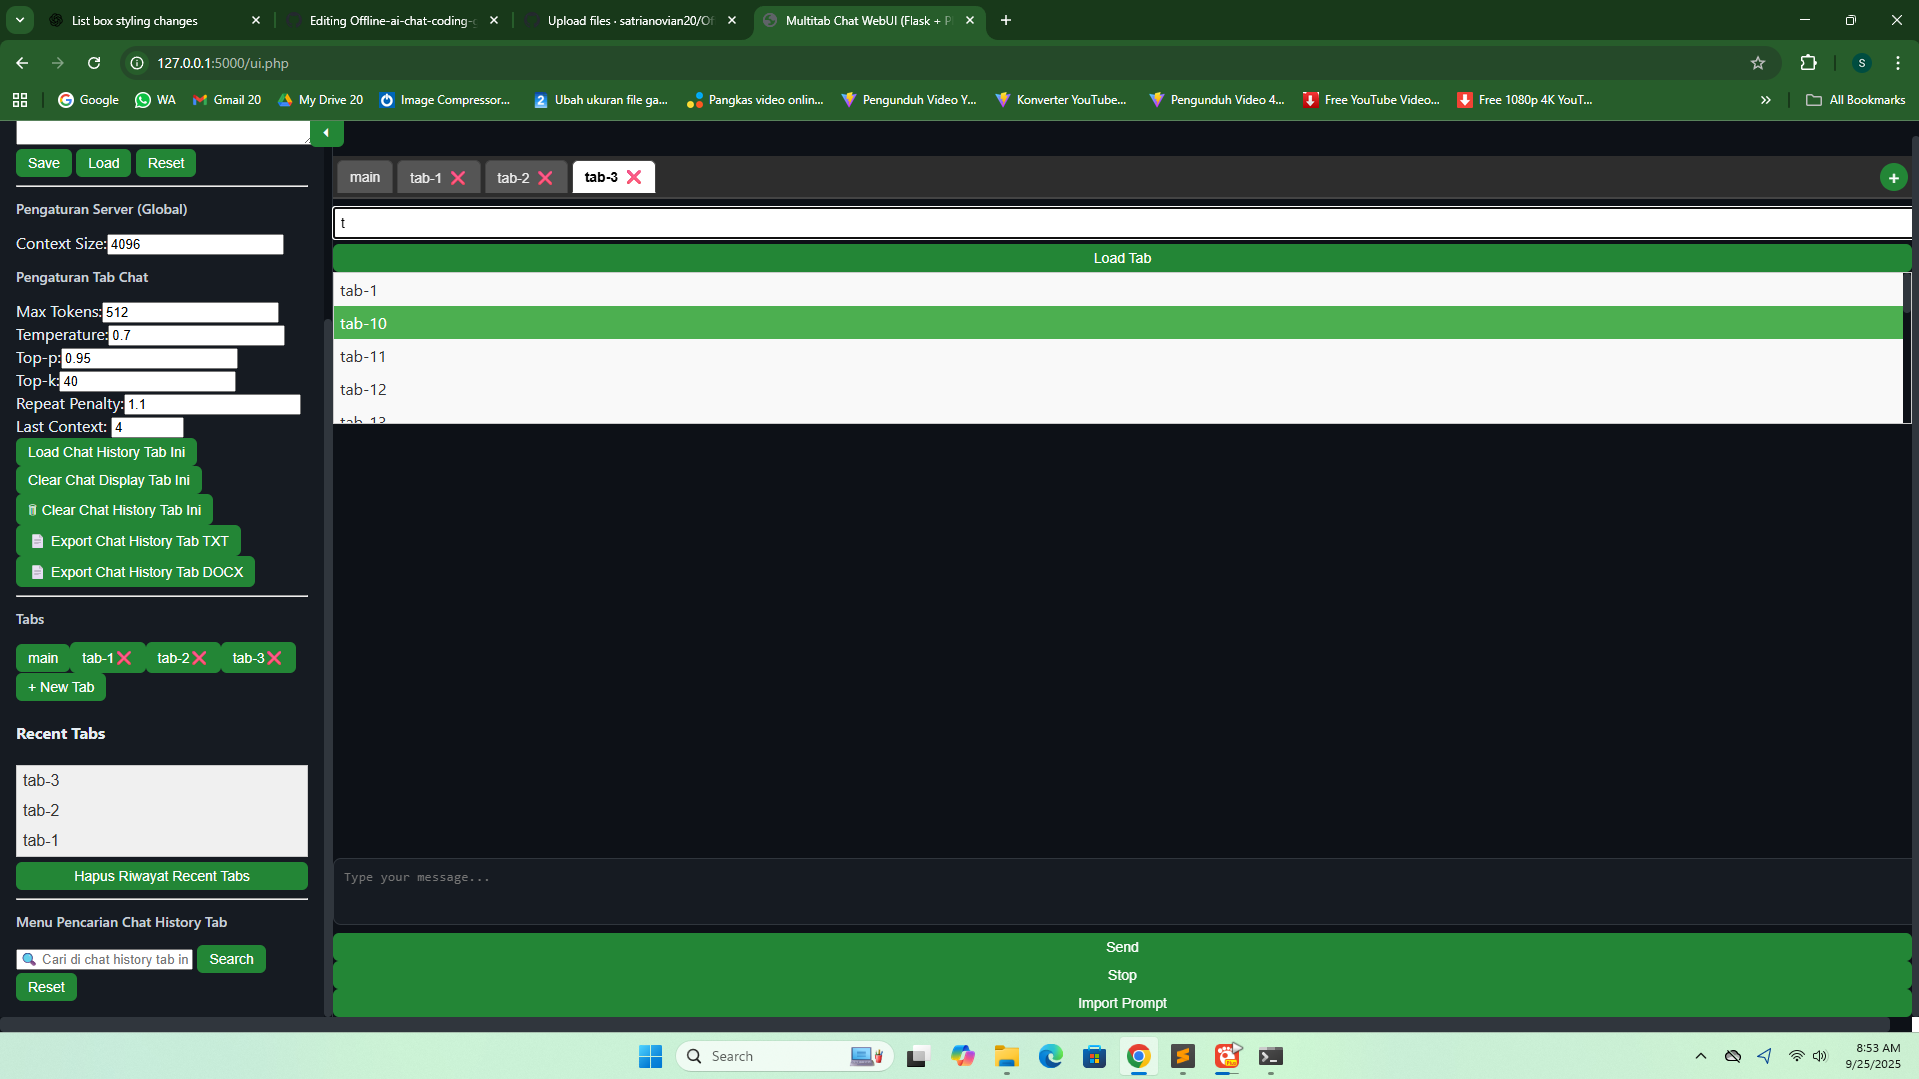 List box styling changes
Editing Offline-ai-chat-coding-g
Upload files · satrianovian20/Of
Multitab Chat WebUI (Flask + P
127.0.0.1:5000/ui.php
S
Google
WA
Gmail 20
My Drive 20
Image Compressor...
Ubah ukuran file ga...
Pangkas video onlin...
Pengunduh Video Y...
Konverter YouTube...
Pengunduh Video 4...
Free YouTube Video...
Free 1080p 4K YouT...
All Bookmarks
Save
Load
Reset
Pengaturan Server (Global)
Context Size: 4096
Pengaturan Tab Chat
Max Tokens: 512
Temperature: 0.7
Top-p: 0.95
Top-k: 40
Repeat Penalty: 1.1
Last Context: 4
Load Chat History Tab Ini
Clear Chat Display Tab Ini
Clear Chat History Tab Ini
Export Chat History Tab TXT
Export Chat History Tab DOCX
Tabs
main
tab-1
tab-2
tab-3
+ New Tab
Recent Tabs
tab-3
tab-2
tab-1
Hapus Riwayat Recent Tabs
Menu Pencarian Chat History Tab
Cari di chat history tab in
Search
Reset
main
tab-1
tab-2
tab-3
+
t
Load Tab
tab-1
tab-10
tab-11
tab-12
tab-13
Type your message...
Send
Stop
Import Prompt
Search
8:53 AM
9/25/2025